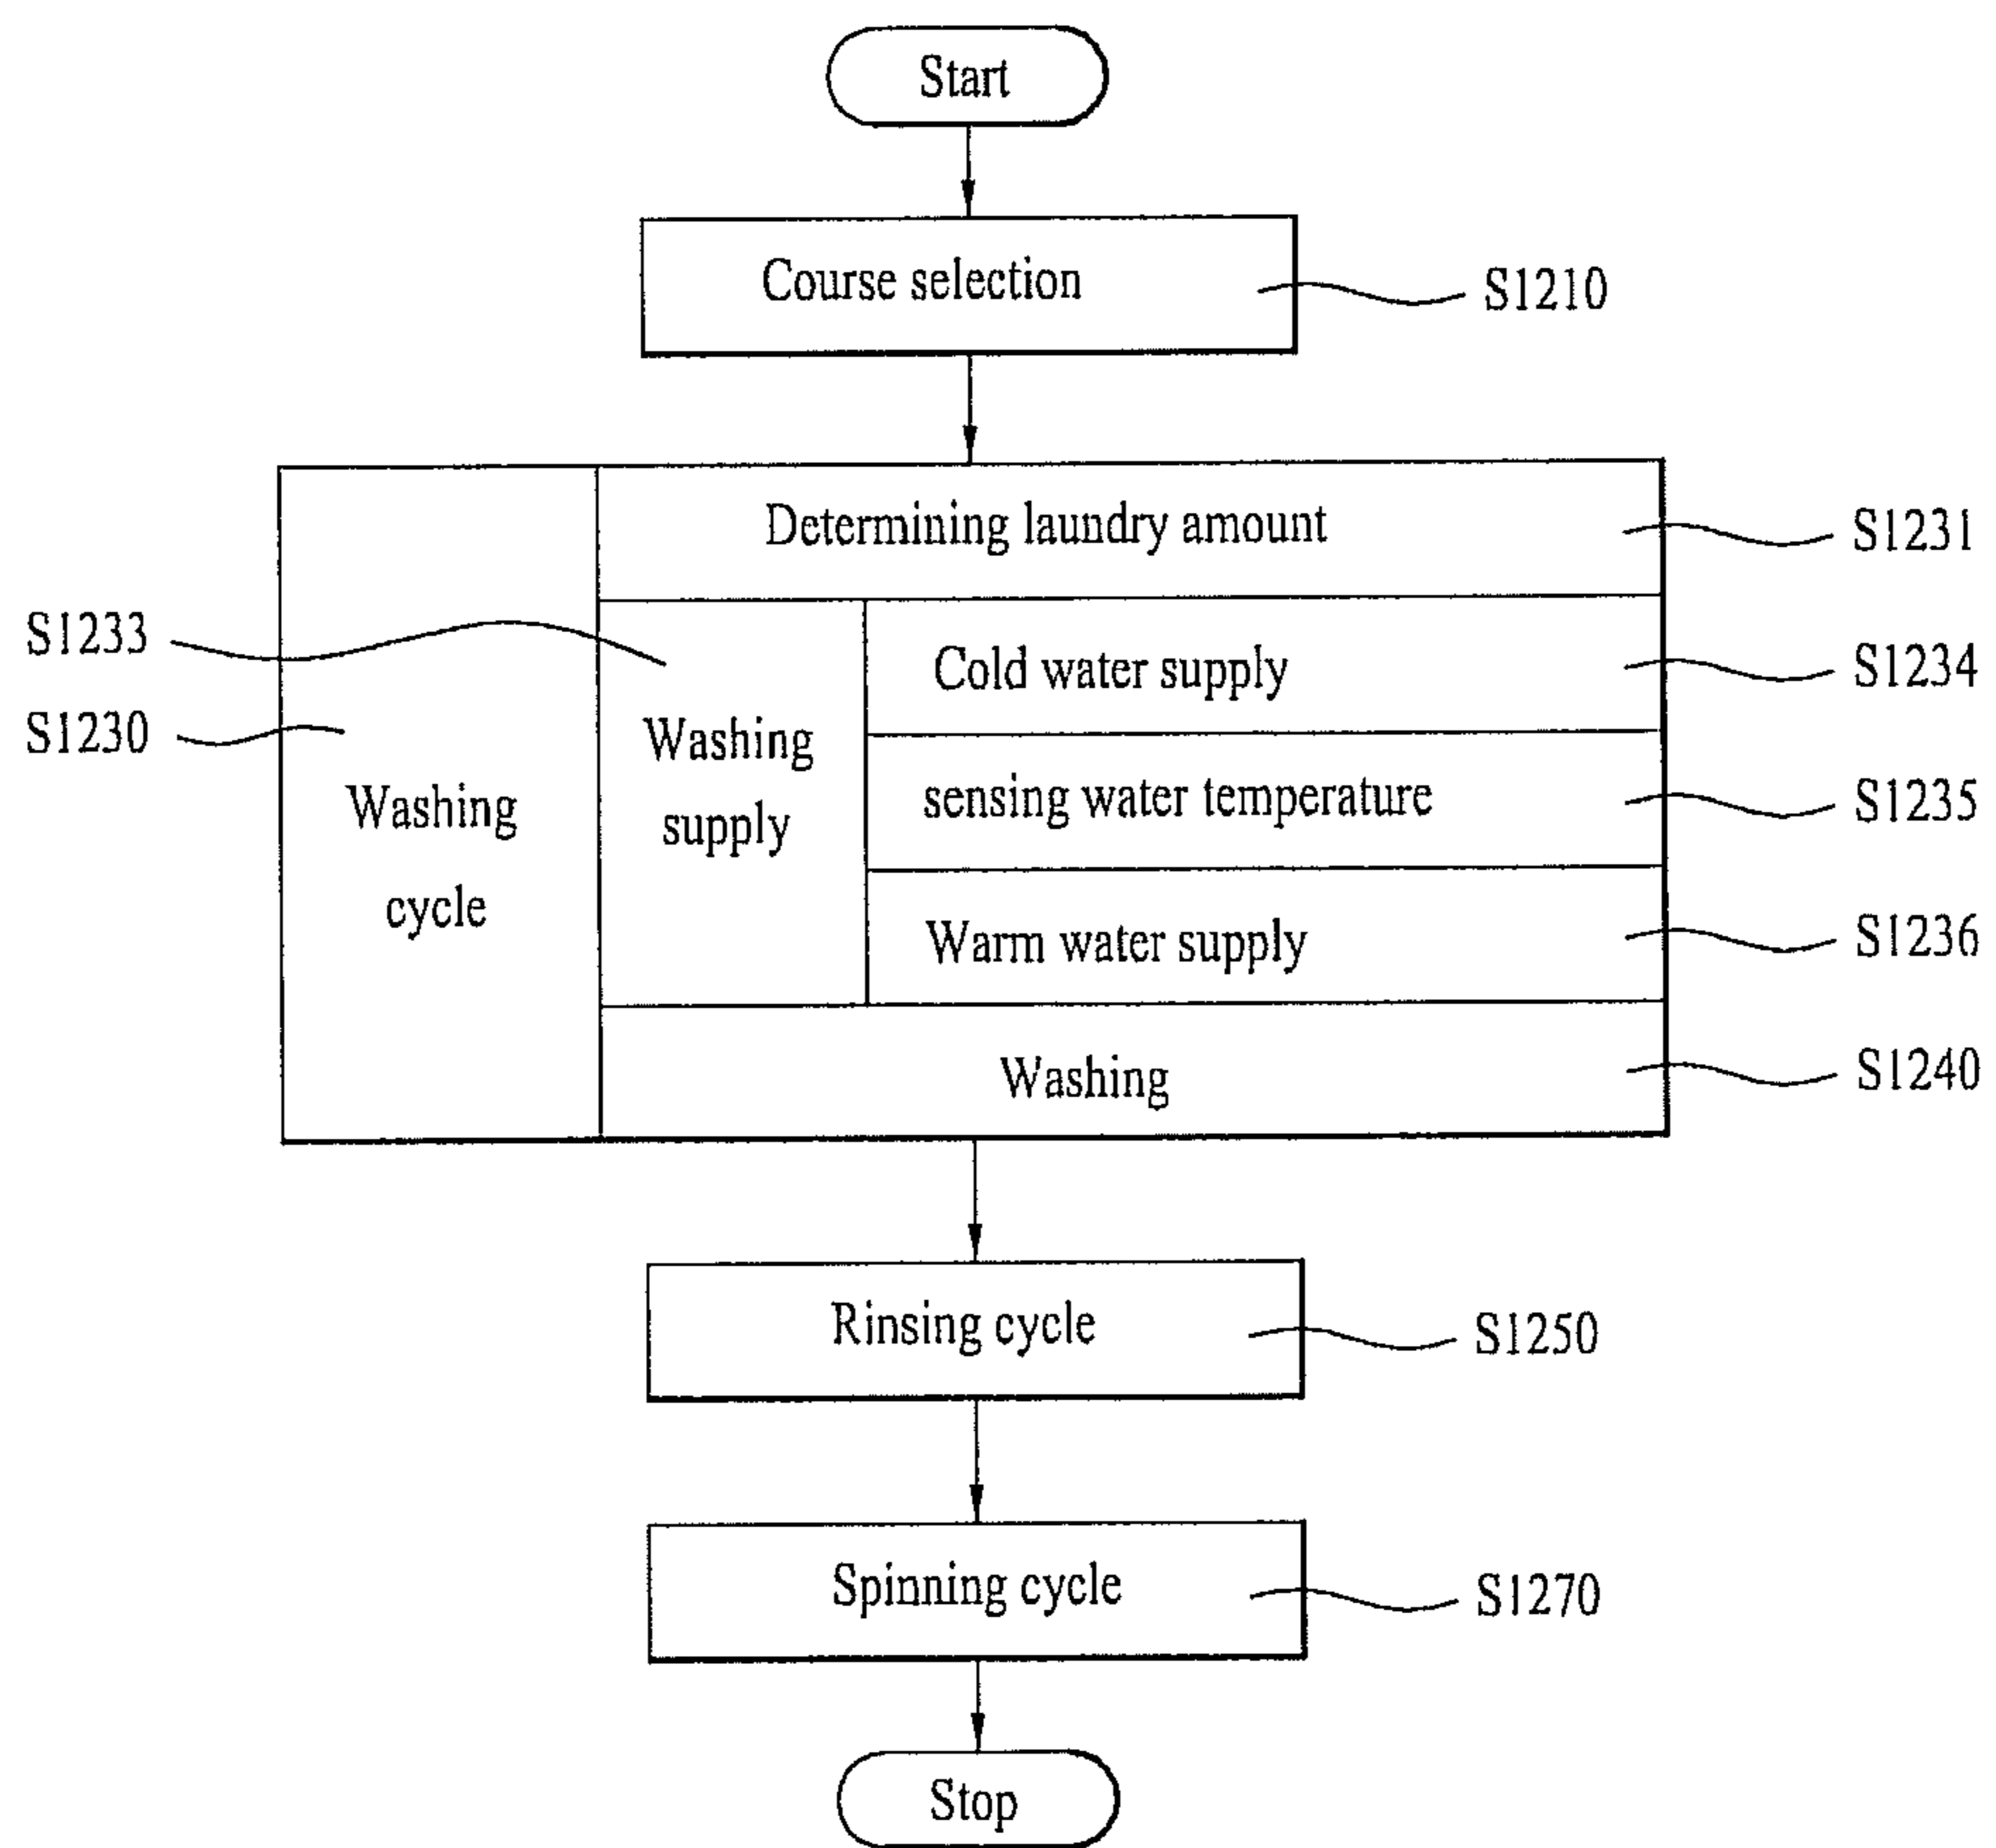 Start
Course selection
S1210
Determining laundry amount
S1231
S1233
Cold water supply
S1234
S1230
Washing
supply
sensing water temperature
S1235
Washing
cycle
Warm water supply
S1236
Washing
S1240
Rinsing cycle
S1250
Spinning cycle
S1270
Stop